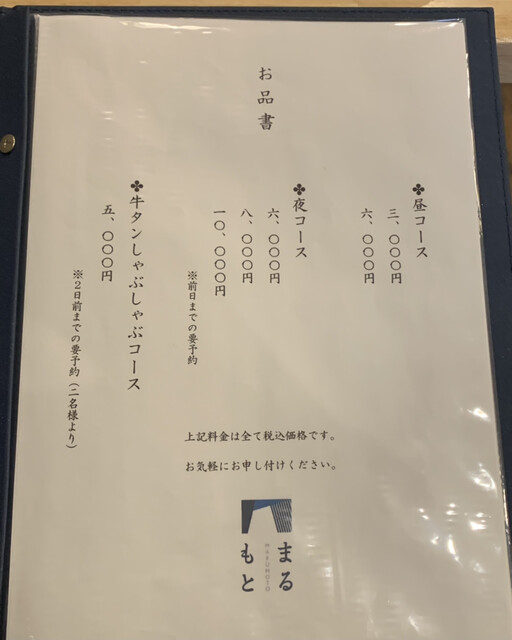 お品書
✤昼コース
三、〇〇〇円
六、〇〇〇円
✤夜コース
六、〇〇〇円
八、〇〇〇円
一〇、〇〇〇円
※前日までの要予約
✤牛タンしゃぶしゃぶコース
五、〇〇〇円
※2日前までの要予約(二名様より)
上記料金は全て税込価格です。
お気軽にお申し付けください。
まる
MARUMOTO
もと